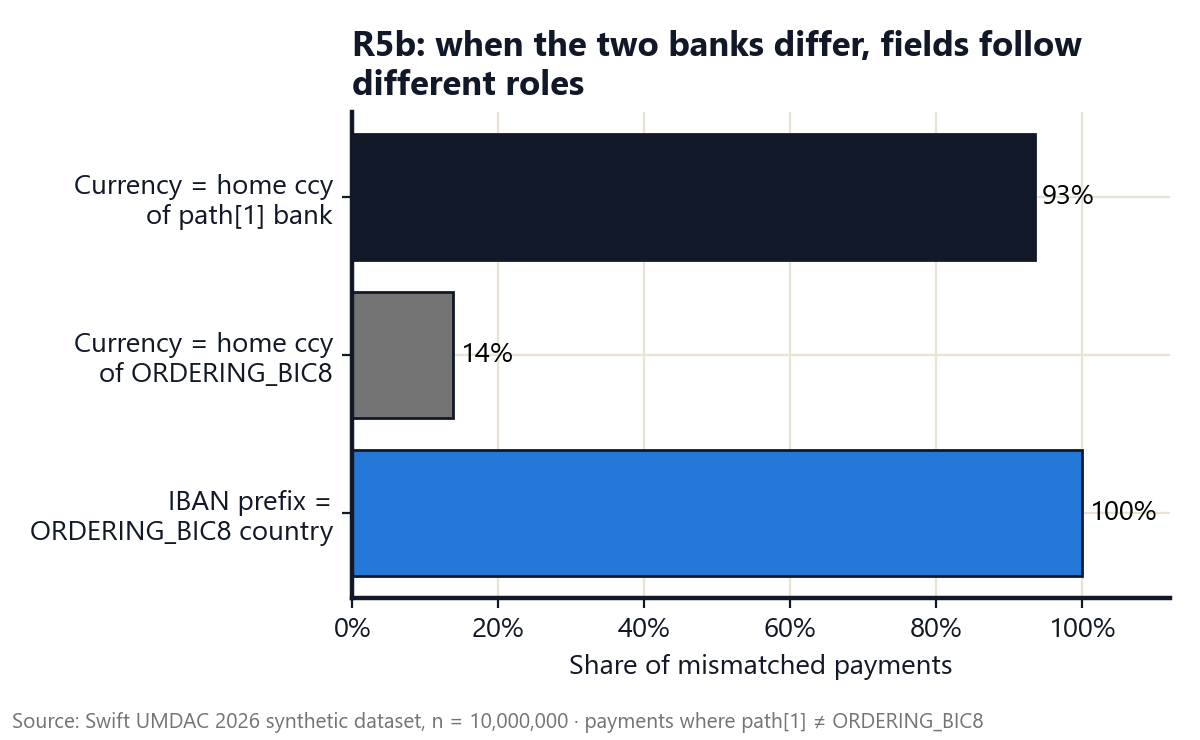 R5b: when the two banks differ, fields follow
different roles
Currency = home ccy
of path[1] bank
93%
Currency = home ccy
of ORDERING_BIC8
14%
IBAN prefix =
ORDERING_BIC8 country
100%
0% 20% 40% 60% 80% 100%
Share of mismatched payments
Source: Swift UMDAC 2026 synthetic dataset, n = 10,000,000 · payments where path[1] ≠ ORDERING_BIC8